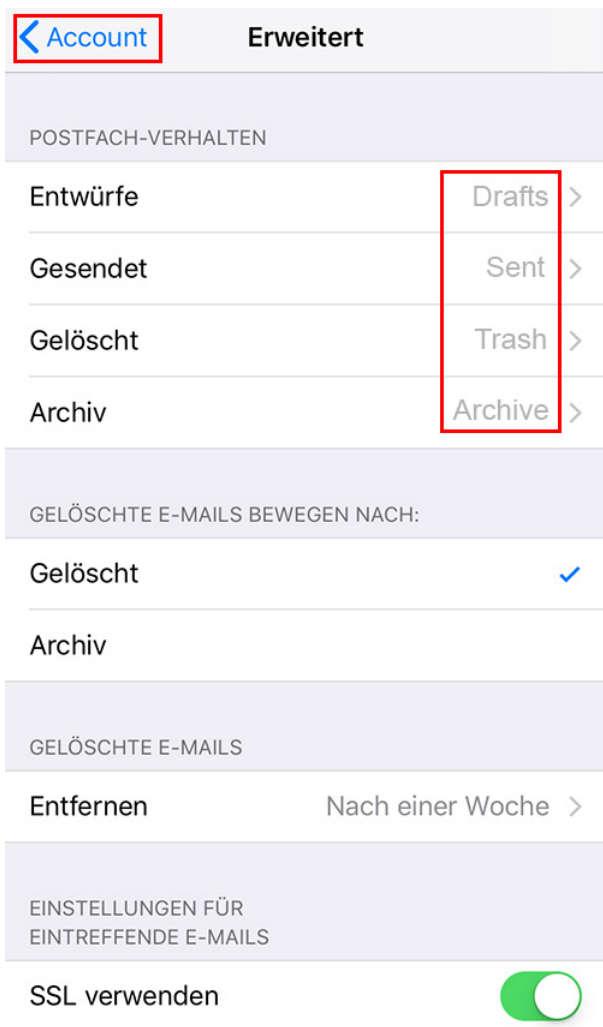 Account Erweitert
POSTFACH-VERHALTEN
Entwürfe Drafts
Gesendet Sent
Gelöscht Trash
Archiv Archive
GELÖSCHTE E-MAILS BEWEGEN NACH:
Gelöscht
Archiv
GELÖSCHTE E-MAILS
Entfernen Nach einer Woche
EINSTELLUNGEN FÜR
EINTREFFENDE E-MAILS
SSL verwenden